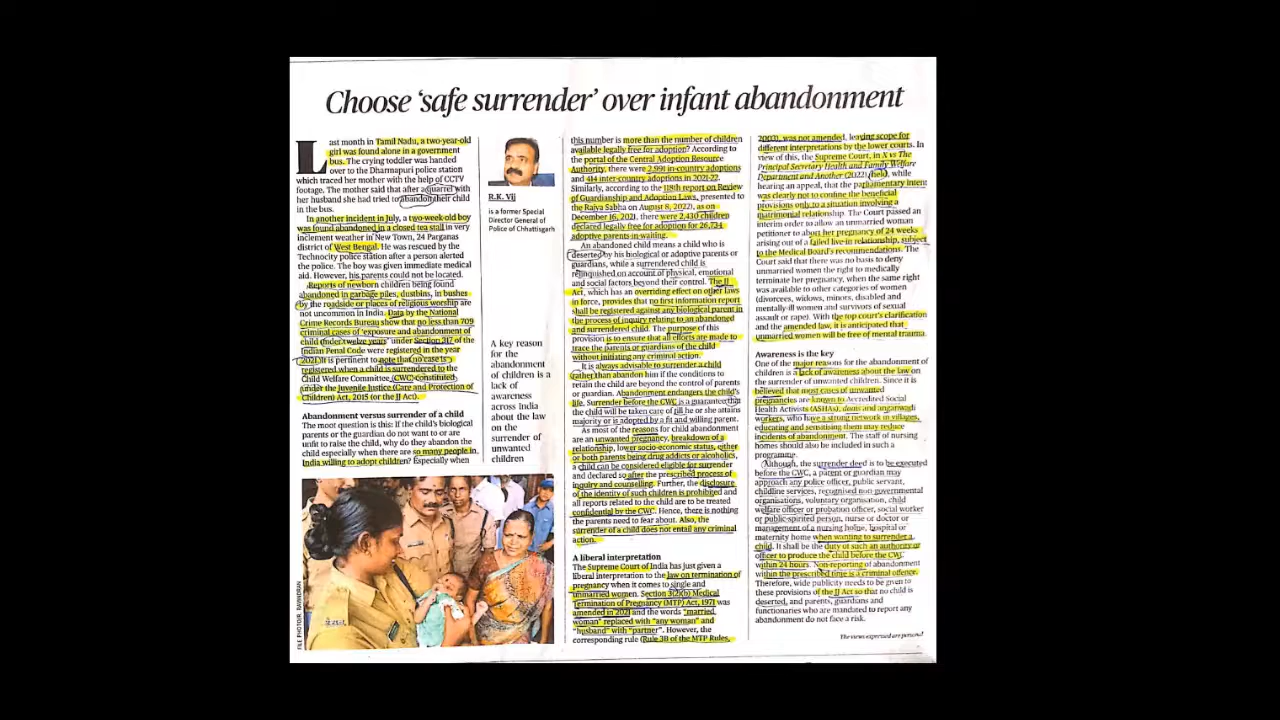 Choose 'safe surrender' over infant abandonment
Last month in Tamil Nadu, a two-year-old
girl was found alone in a government
bus. The crying toddler was handed
over to the Dharmapuri police station
which traced her mother with the help of CCTV
footage. The mother said that after a quarrel with
her husband she had tried to abandon their child
in the bus.
In another incident in July, a two-week-old boy
was found abandoned in a closed tea stall in very
inclement weather in New Town, 24 Parganas
district of West Bengal. He was rescued by the
Technocity police station after a person alerted
the police. The boy was given immediate medical
aid. However, his parents could not be located.
Reports of newborn children being found
abandoned in garbage piles, dustbins, in bushes
by the roadside or places of religious worship are
not uncommon in India. Data by the National
Crime Records Bureau show that no less than 709
criminal cases of 'exposure and abandonment of
child under twelve years' under Section 317 of the
Indian Penal Code were registered in the year
2021. It is pertinent to note that no case is
registered when a child is surrendered to the
Child Welfare Committee (CWC) constituted
under the Juvenile Justice (Care and Protection of
Children) Act, 2015 (or the JJ Act).
Abandonment versus surrender of a child
The moot question is this: If the child's biological
parents or the guardian do not want to or are
unfit to raise the child, why do they abandon the
child especially when there are so many people in
India willing to adopt children? Especially when
R.K. Vij
is a former Special
Director General of
Police of Chhattisgarh
A key reason
for the
abandonment
of children is a
lack of
awareness
across India
about the law
on the
surrender of
unwanted
children
FILE PHOTO/R. RAVINDRAN
this number is more than the number of children
available legally free for adoption? According to
the portal of the Central Adoption Resource
Authority, there were 2,991 in-country adoptions
and 414 inter-country adoptions in 2021-22.
Similarly, according to the 118th report on Review
of Guardianship and Adoption Laws, presented to
the Rajya Sabha on August 8, 2022), as on
December 16, 2021, there were 2,430 children
declared legally free for adoption for 26,734
adoptive parents in-waiting.
An abandoned child means a child who is
deserted by his biological or adoptive parents or
guardians, while a surrendered child is
relinquished on account of physical, emotional
and social factors beyond their control. The JJ
Act, which has an overriding effect on other laws
in force, provides that no first information report
shall be registered against any biological parent in
the process of inquiry relating to an abandoned
and surrendered child. The purpose of this
provision is to ensure that all efforts are made to
trace the parents or guardians of the child
without initiating any criminal action.
It is always advisable to surrender a child
rather than abandon him if the conditions to
retain the child are beyond the control of parents
or guardian. Abandonment endangers the child's
life. Surrender before the CWC is a guarantee that
the child will be taken care of till he or she attains
majority or is adopted by a fit and willing parent.
As most of the reasons for child abandonment
are an unwanted pregnancy, breakdown of a
relationship, lower socio-economic status, either
or both parents being drug addicts or alcoholics,
a child can be considered eligible for surrender
and declared so after the prescribed process of
inquiry and counselling. Further, the disclosure
of the identity of such children is prohibited and
all reports related to the child are to be treated
confidential by the CWC. Hence, there is nothing
the parents need to fear about. Also, the
surrender of a child does not entail any criminal
action.
A liberal interpretation
The Supreme Court of India has just given a
liberal interpretation to the law on termination of
pregnancy when it comes to single and
unmarried women. Section 3(2)(b) Medical
Termination of Pregnancy (MTP) Act, 1971 was
amended in 2021 and the words "married
woman" replaced with "any woman" and
"husband" with "partner". However, the
corresponding rule (Rule 3B of the MTP Rules,
2003), was not amended, leaving scope for
different interpretations by the lower courts. In
view of this, the Supreme Court, in X vs The
Principal Secretary Health and Family Welfare
Department and Another (2022) held, while
hearing an appeal, that the parliamentary intent
was clearly not to confine the beneficial
provisions only to a situation involving a
matrimonial relationship. The Court passed an
interim order to allow an unmarried woman
petitioner to abort her pregnancy of 24 weeks
arising out of a failed live-in relationship, subject
to the Medical Board's recommendations. The
Court said that there was no basis to deny
unmarried women the right to medically
terminate her pregnancy, when the same right
was available to other categories of women
(divorcees, widows, minors, disabled and
mentally-ill women and survivors of sexual
assault or rape). With the top court's clarification
and the amended law, it is anticipated that
unmarried women will be free of mental trauma.
Awareness is the key
One of the major reasons for the abandonment of
children is a lack of awareness about the law on
the surrender of unwanted children. Since it is
believed that most cases of unwanted
pregnancies are known to Accredited Social
Health Activists (ASHAs), dais and anganwadi
workers, who have a strong network in villages,
educating and sensitising them may reduce
incidents of abandonment. The staff of nursing
homes should also be included in such a
programme.
Although, the surrender deed is to be executed
before the CWC, a parent or guardian may
approach any police officer, public servant,
childline services, recognised non governmental
organisations, voluntary organisation, child
welfare officer or probation officer, social worker
or public-spirited person, nurse or doctor or
management of a nursing home, hospital or
maternity home when wanting to surrender a
child. It shall be the duty of such an authority or
officer to produce the child before the CWC
within 24 hours. Non-reporting of abandonment
within the prescribed time is a criminal offence.
Therefore, wide publicity needs to be given to
these provisions of the JJ Act so that no child is
deserted, and parents, guardians and
functionaries who are mandated to report any
abandonment do not face a risk.
The views expressed are personal